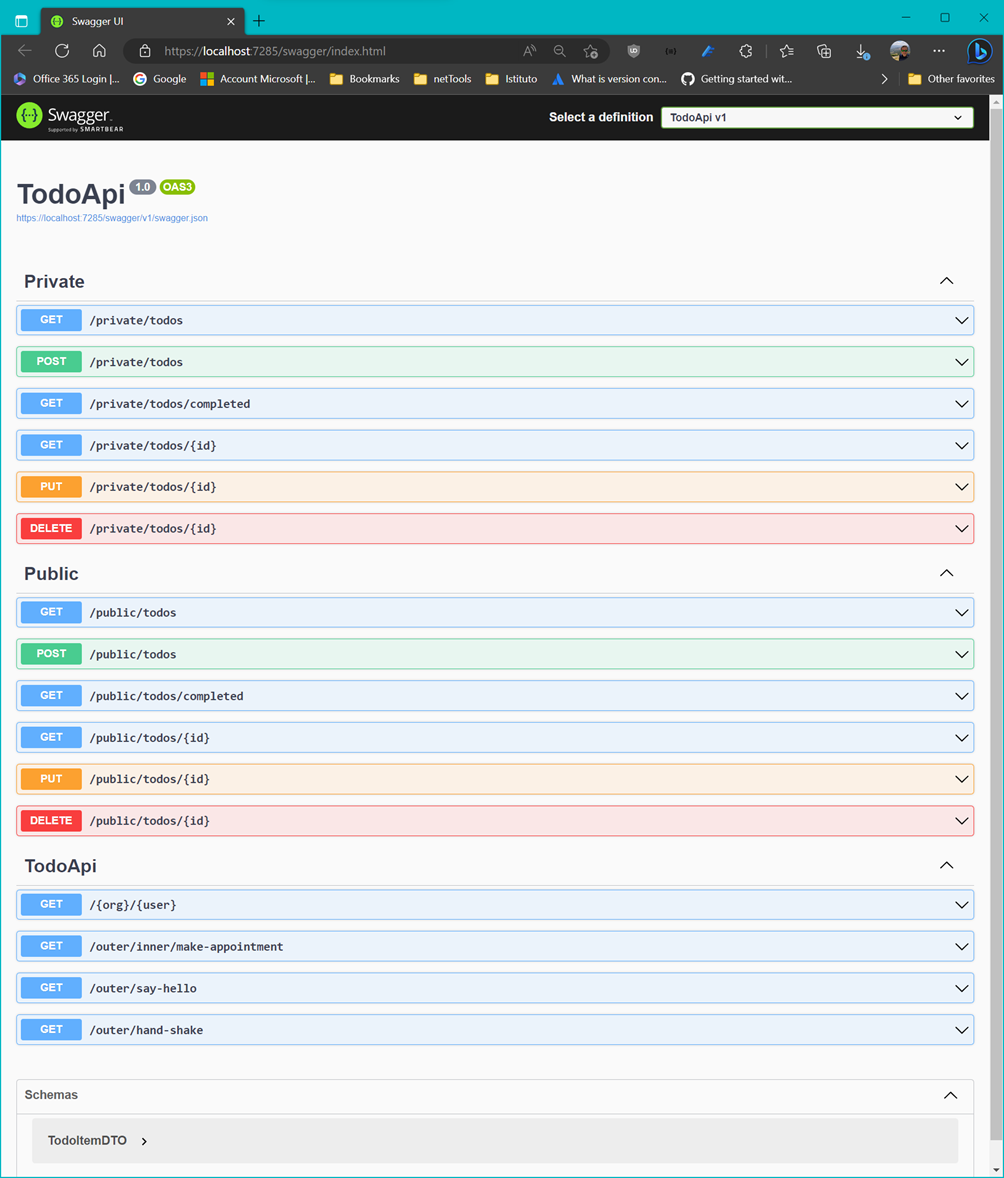 Swagger UI
https://localhost:7285/swagger/index.html
Office 365 Login |...
Google
Account Microsoft |...
Bookmarks
netTools
Istituto
What is version con...
Getting started wit...
Other favorites
Swagger
Supported by SMARTBEAR
Select a definition
TodoApi v1
TodoApi 1.0 OAS3
https://localhost:7285/swagger/v1/swagger.json
Private
GET /private/todos
POST /private/todos
GET /private/todos/completed
GET /private/todos/{id}
PUT /private/todos/{id}
DELETE /private/todos/{id}
Public
GET /public/todos
POST /public/todos
GET /public/todos/completed
GET /public/todos/{id}
PUT /public/todos/{id}
DELETE /public/todos/{id}
TodoApi
GET /{org}/{user}
GET /outer/inner/make-appointment
GET /outer/say-hello
GET /outer/hand-shake
Schemas
TodoItemDTO